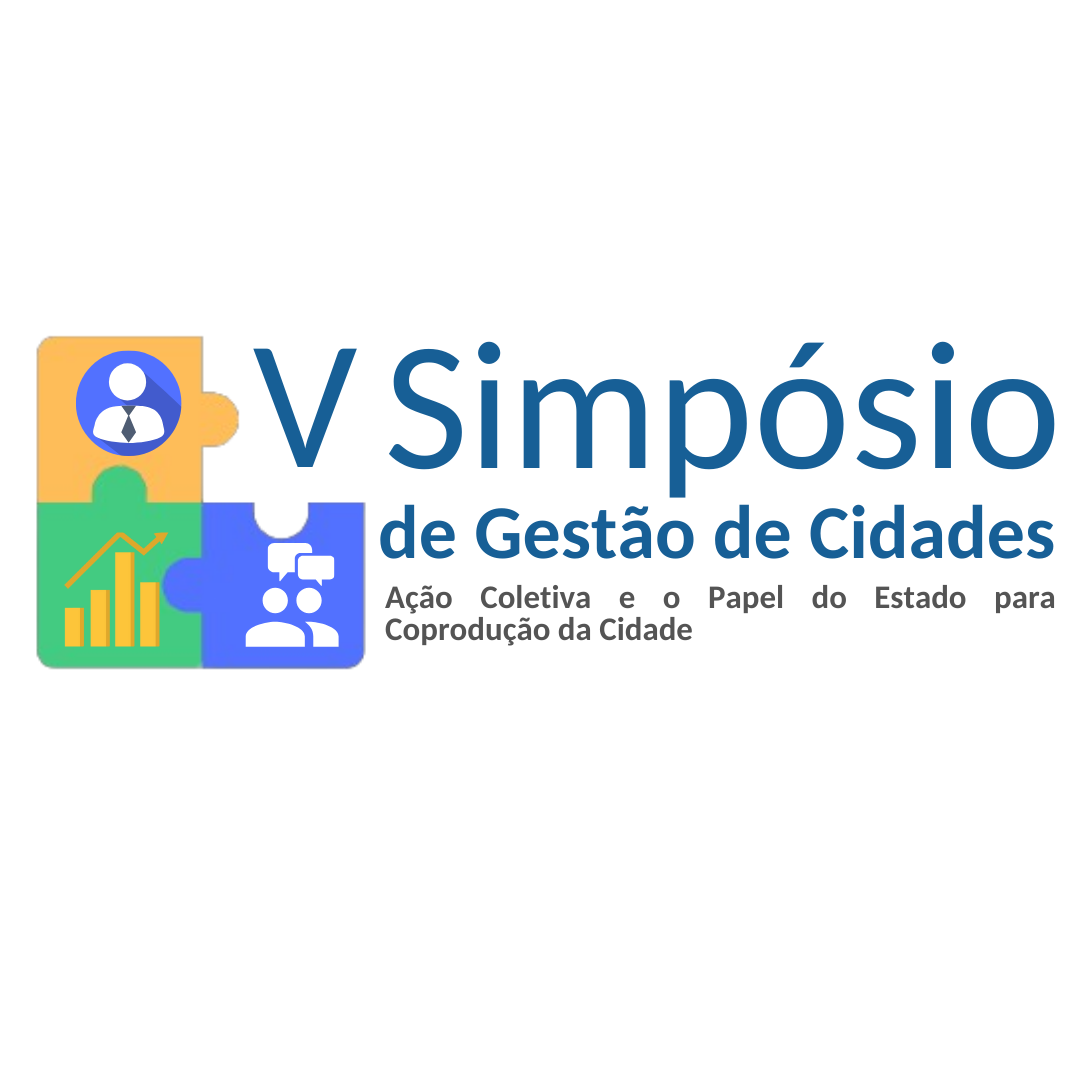 V Simpósio
de Gestão de Cidades
Ação Coletiva e o Papel do Estado para
Coprodução da Cidade